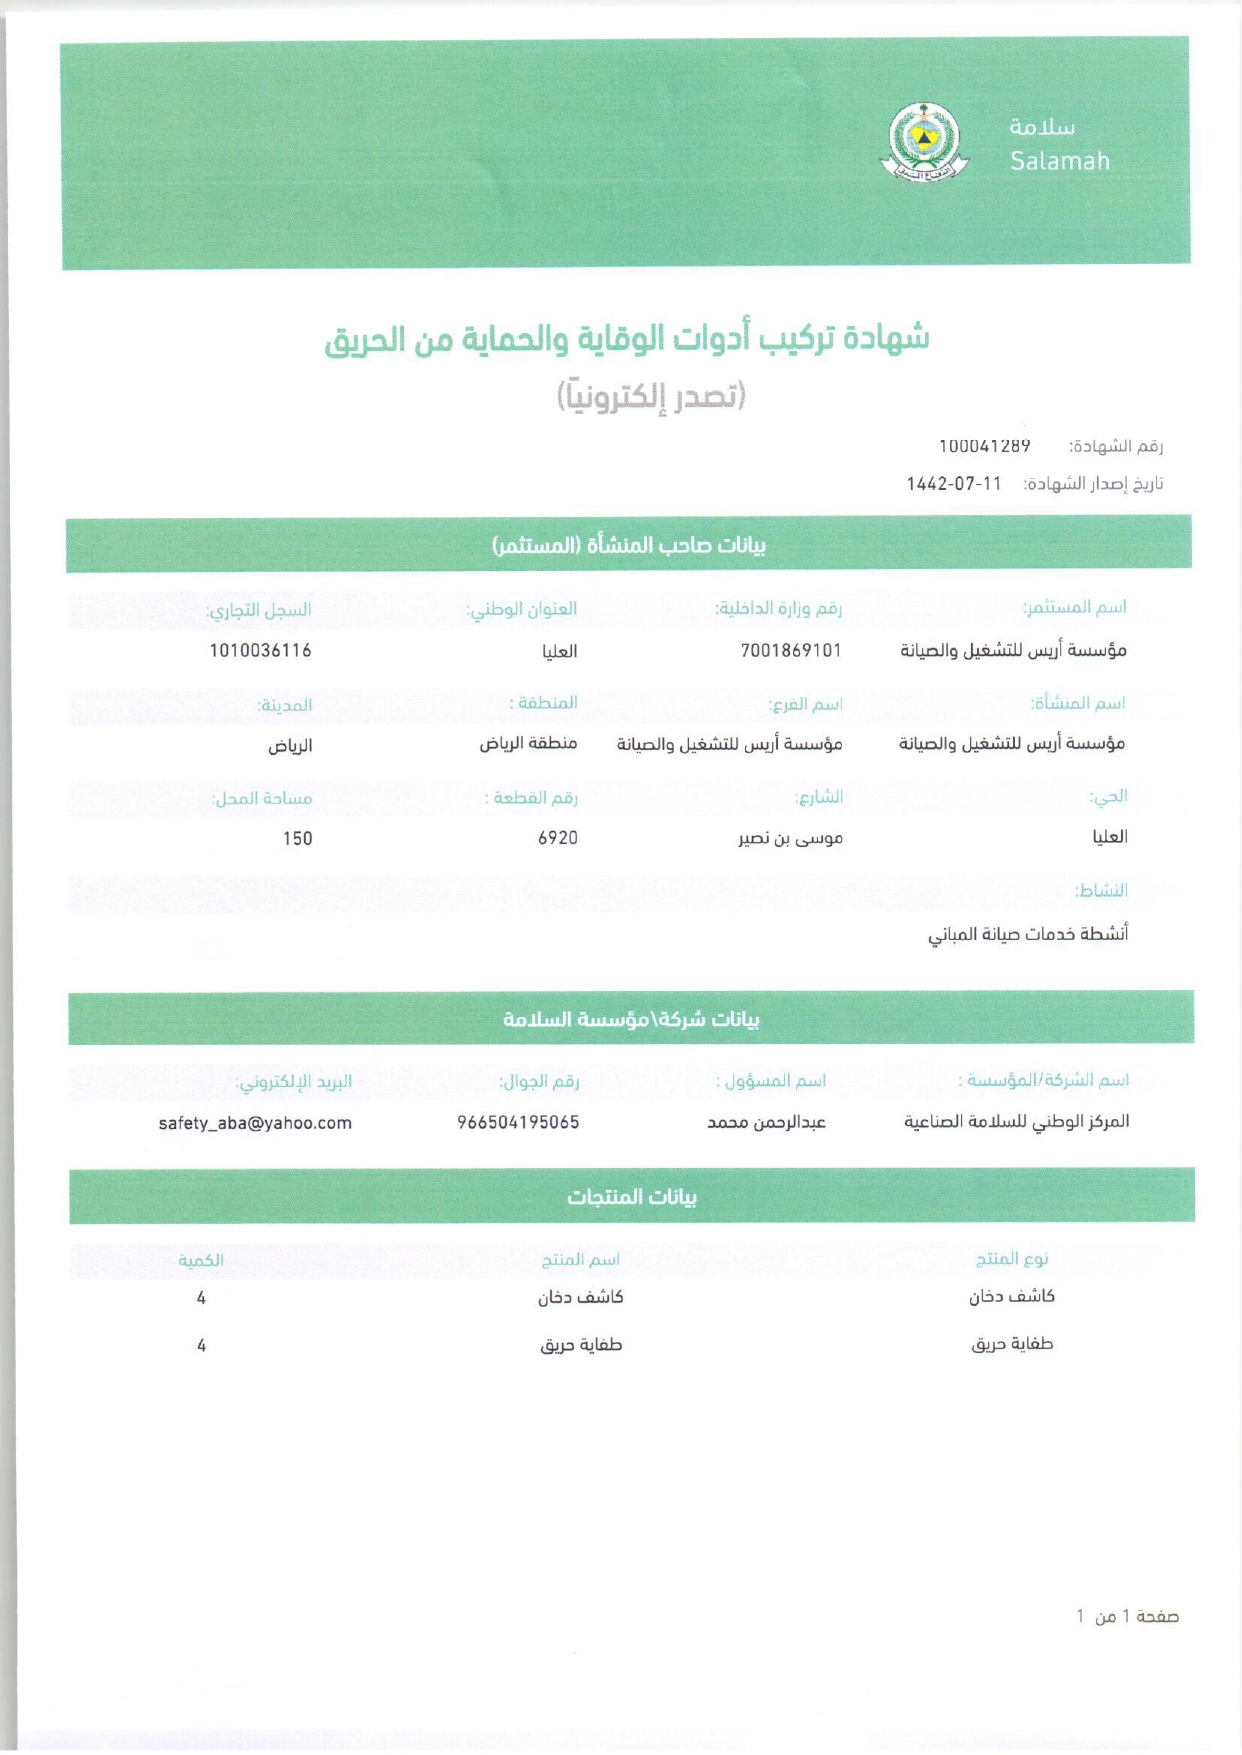 سلامة
Salamah
الدفاع المدني
شهادة تركيب أدوات الوقاية والحماية من الحريق
(تصدر إلكترونياً)
رقم الشهادة: 100041289
تاريخ إصدار الشهادة: 1442-07-11
بيانات صاحب المنشأة (المستثمر)
اسم المستثمر: رقم وزارة الداخلية: العنوان الوطني: السجل التجاري:
مؤسسة أريس للتشغيل والصيانة 7001869101 العليا 1010036116
اسم المنشأة: اسم الفرع: المنطقة : المدينة:
مؤسسة أريس للتشغيل والصيانة مؤسسة أريس للتشغيل والصيانة منطقة الرياض الرياض
الحي: الشارع: رقم القطعة : مساحة المحل:
العليا موسى بن نصير 6920 150
النشاط:
أنشطة خدمات صيانة المباني
بيانات شركة\مؤسسة السلامة
اسم الشركة/المؤسسة : اسم المسؤول : رقم الجوال: البريد الإلكتروني:
المركز الوطني للسلامة الصناعية عبدالرحمن محمد 966504195065 safety_aba@yahoo.com
بيانات المنتجات
نوع المنتج اسم المنتج الكمية
كاشف دخان كاشف دخان 4
طفاية حريق طفاية حريق 4
صفحة 1 من 1